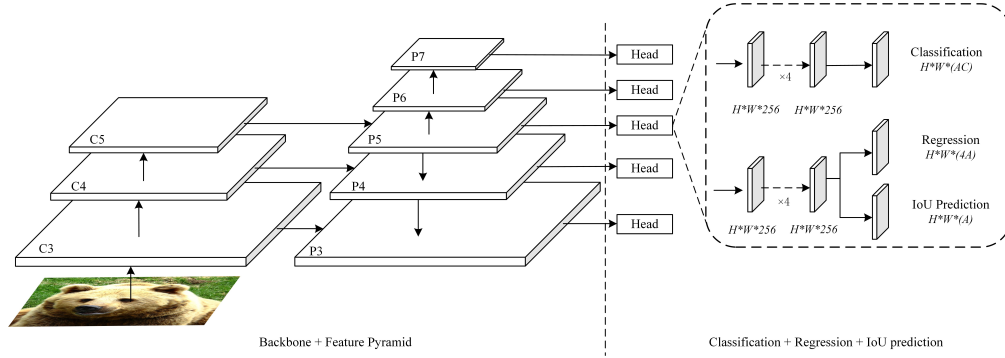 P7
Head
P6
Head
C5
P5
Head
C4
P4
Head
C3
P3
Head
×4
Classification
H*W*(AC)
H*W*256
H*W*256
Regression
H*W*(4A)
×4
IoU Prediction
H*W*(A)
H*W*256
H*W*256
Backbone + Feature Pyramid
Classification + Regression + IoU prediction